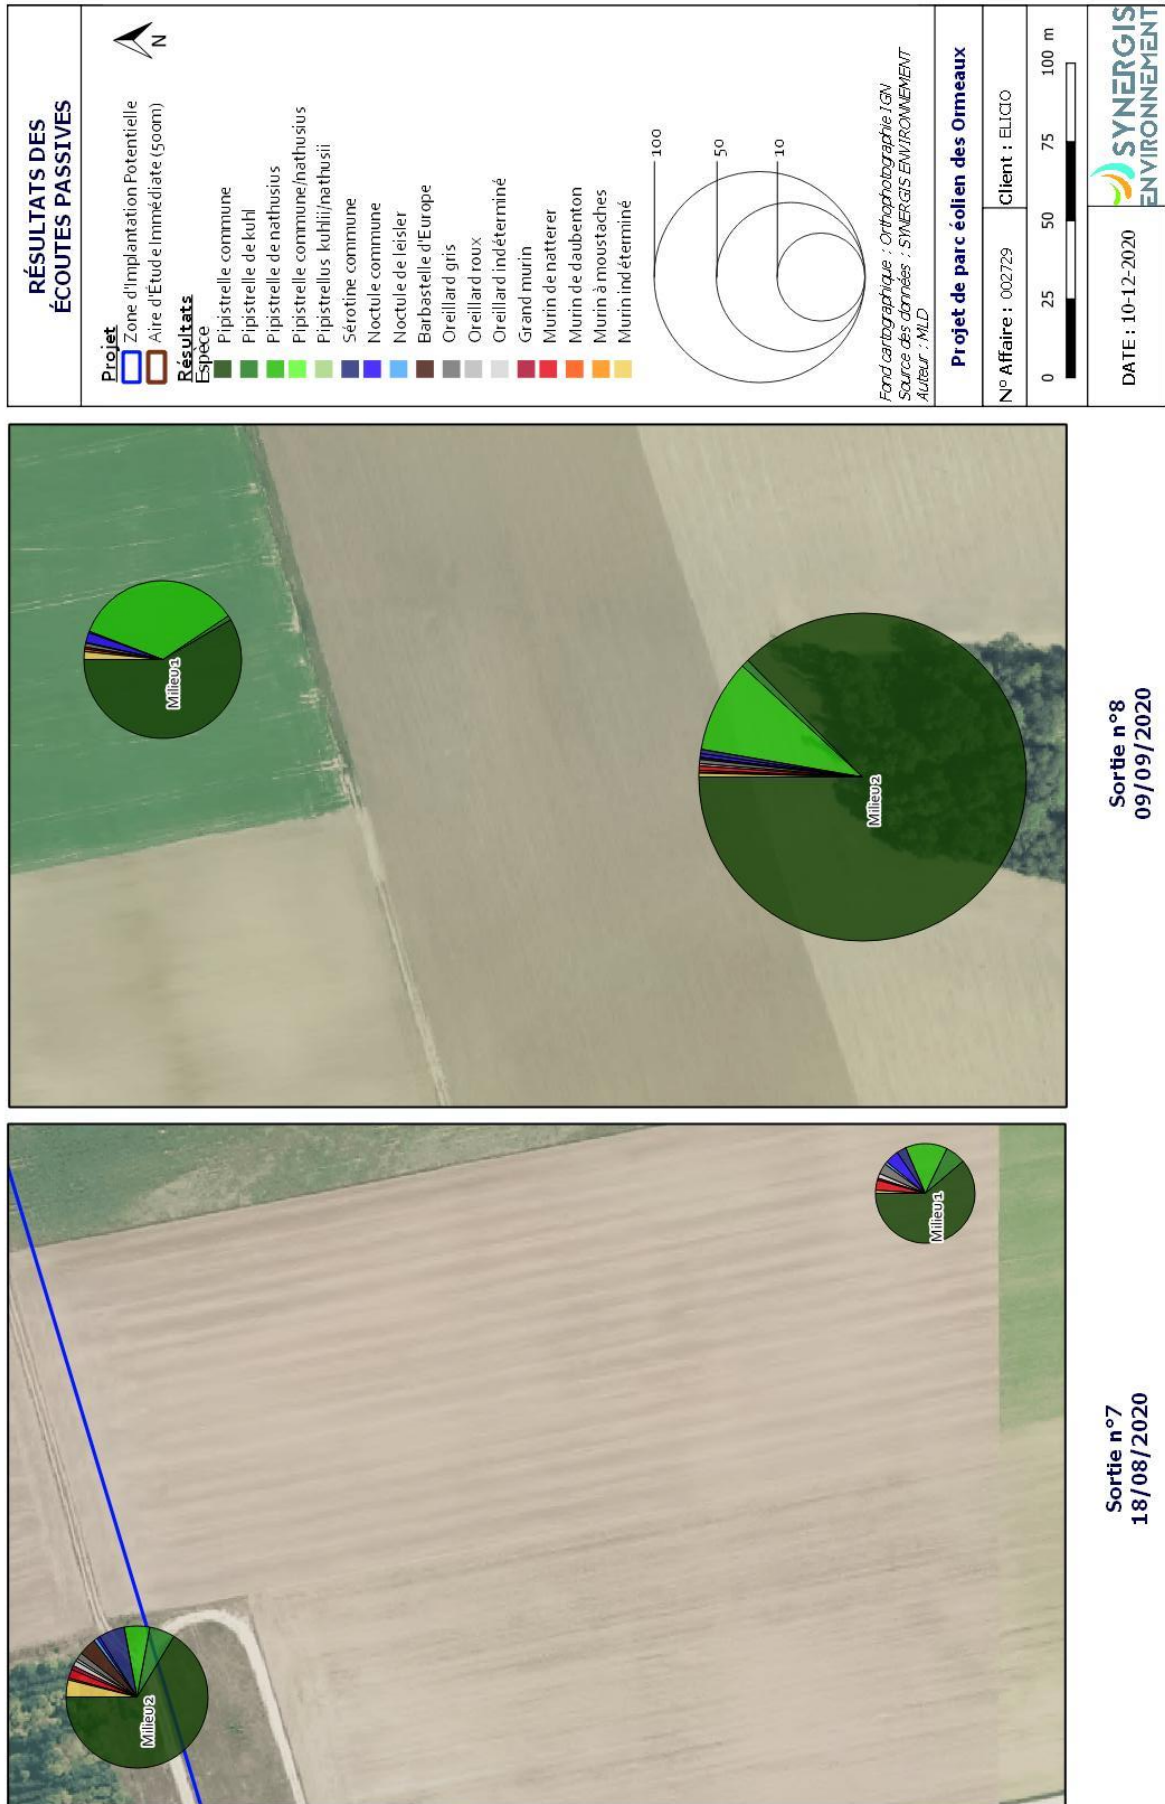 RÉSULTATS DES
ÉCOUTES PASSIVES
Projet
Zone d'Implantation Potentielle
Aire d'Étude Immédiate (500m)
N
Résultats
Espèce
Pipistrelle commune
Pipistrelle de kuhl
Pipistrelle de nathusius
Pipistrelle commune/nathusius
Pipistrellus kuhlii/nathusii
Sérotine commune
Noctule commune
Noctule de leisler
Barbastelle d'Europe
Oreillard gris
Oreillard roux
Oreillard indéterminé
Grand murin
Murin de natterer
Murin de daubenton
Murin à moustaches
Murin indéterminé
100
50
10
Fond cartographique : Orthophotographie IGN
Source des données : SYNERGIS ENVIRONNEMENT
Auteur : MLD
Projet de parc éolien des Ormeaux
N° Affaire : 002729
Client : ELICIO
0 25 50 75 100 m
DATE : 10-12-2020
SYNERGIS
ENVIRONNEMENT
Milieu 1
Milieu 2
Sortie n°8
09/09/2020
Milieu 2
Milieu 1
Sortie n°7
18/08/2020